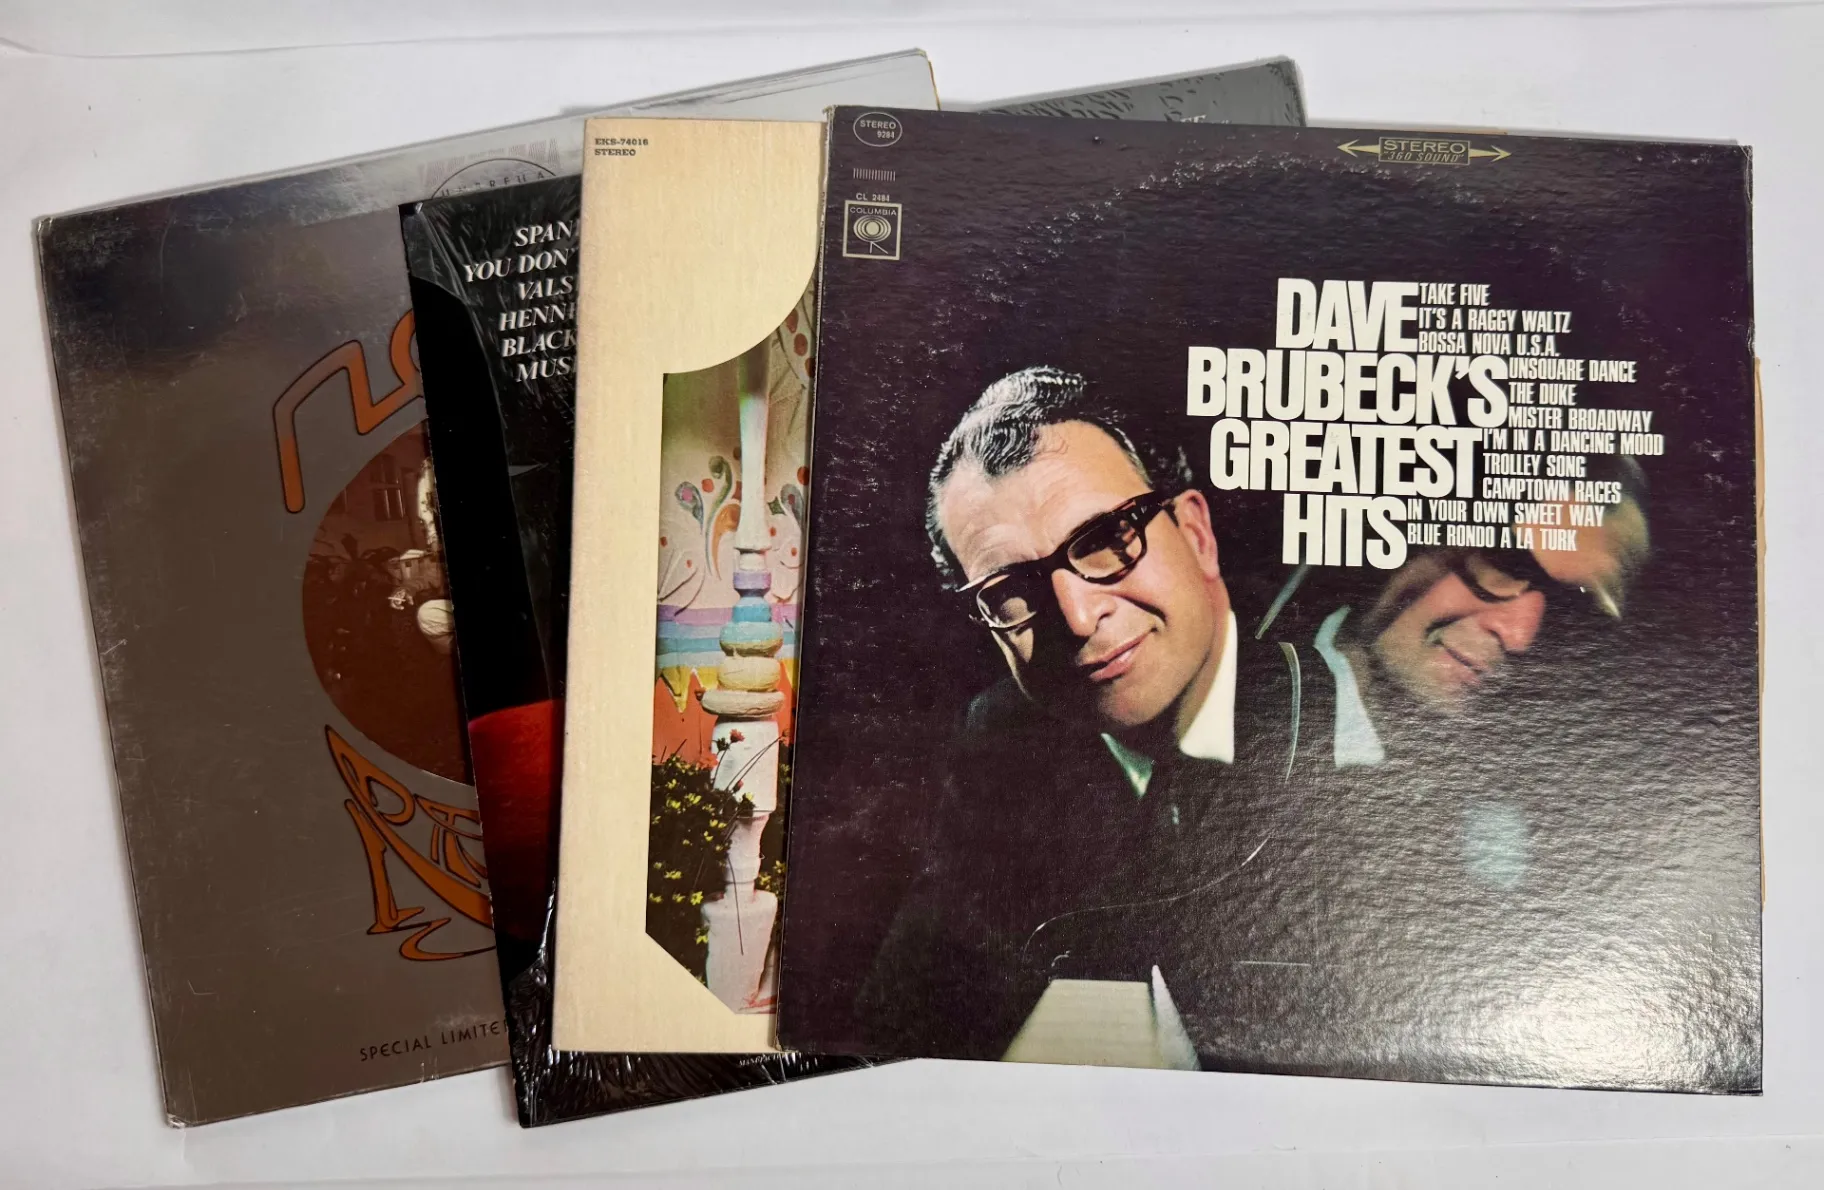 SPECIAL LIMITE
SPAN
YOU DON'
VALS
HENNI
BLACK
MUSI
EKS-74016
STEREO
STEREO
9284
CL 2484
COLUMBIA
STEREO
"360 SOUND"
DAVE
BRUBECK'S
GREATEST
HITS
TAKE FIVE
IT'S A RAGGY WALTZ
BOSSA NOVA U.S.A.
UNSQUARE DANCE
THE DUKE
MISTER BROADWAY
I'M IN A DANCING MOOD
TROLLEY SONG
CAMPTOWN RACES
IN YOUR OWN SWEET WAY
BLUE RONDO A LA TURK